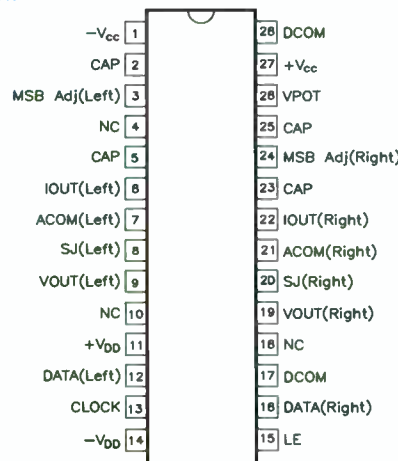 −Vcc 1
CAP 2
MSB Adj(Left) 3
NC 4
CAP 5
IOUT(Left) 6
ACOM(Left) 7
SJ(Left) 8
VOUT(Left) 9
NC 10
+VDD 11
DATA(Left) 12
CLOCK 13
−VDD 14
28 DCOM
27 +Vcc
26 VPOT
25 CAP
24 MSB Adj(Right)
23 CAP
22 IOUT(Right)
21 ACOM(Right)
20 SJ(Right)
19 VOUT(Right)
18 NC
17 DCOM
16 DATA(Right)
15 LE